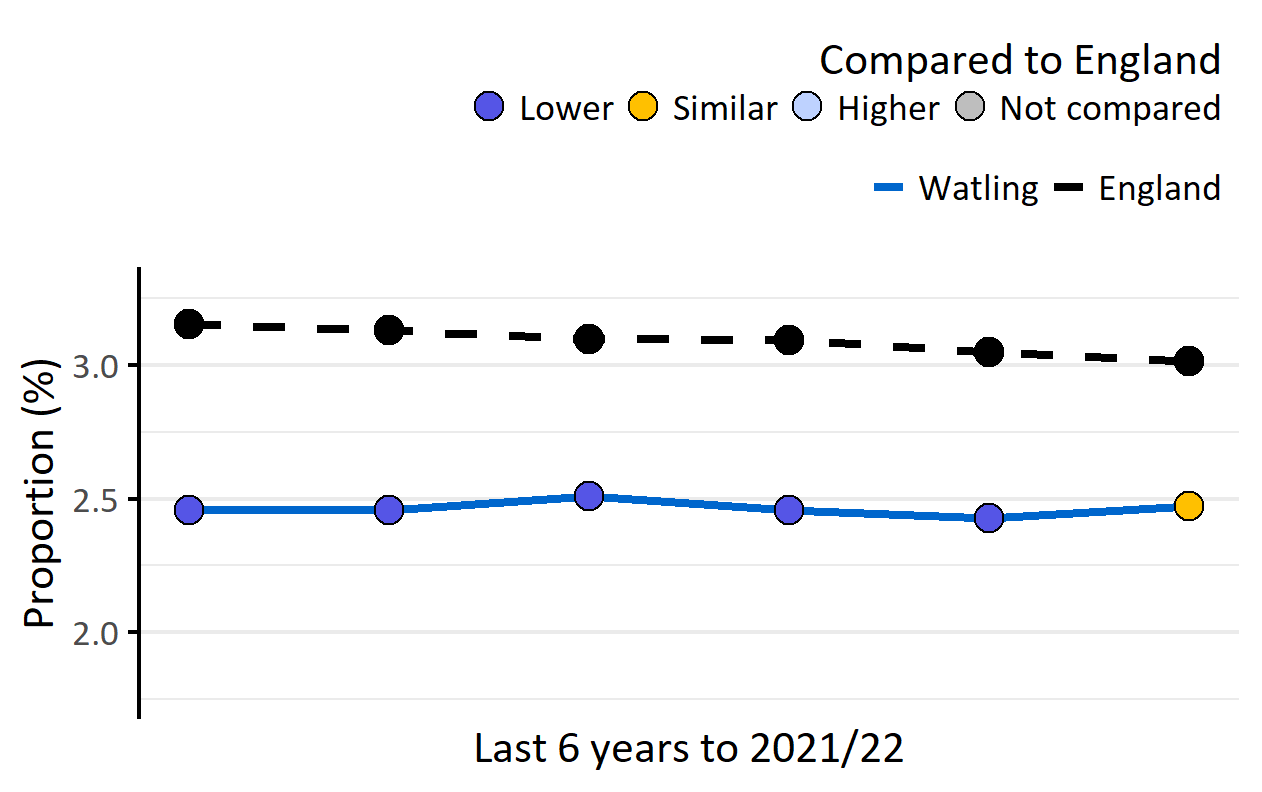 Compared to England
Lower Similar Higher Not compared
Watling England
Proportion (%)
3.0
2.5
2.0
Last 6 years to 2021/22